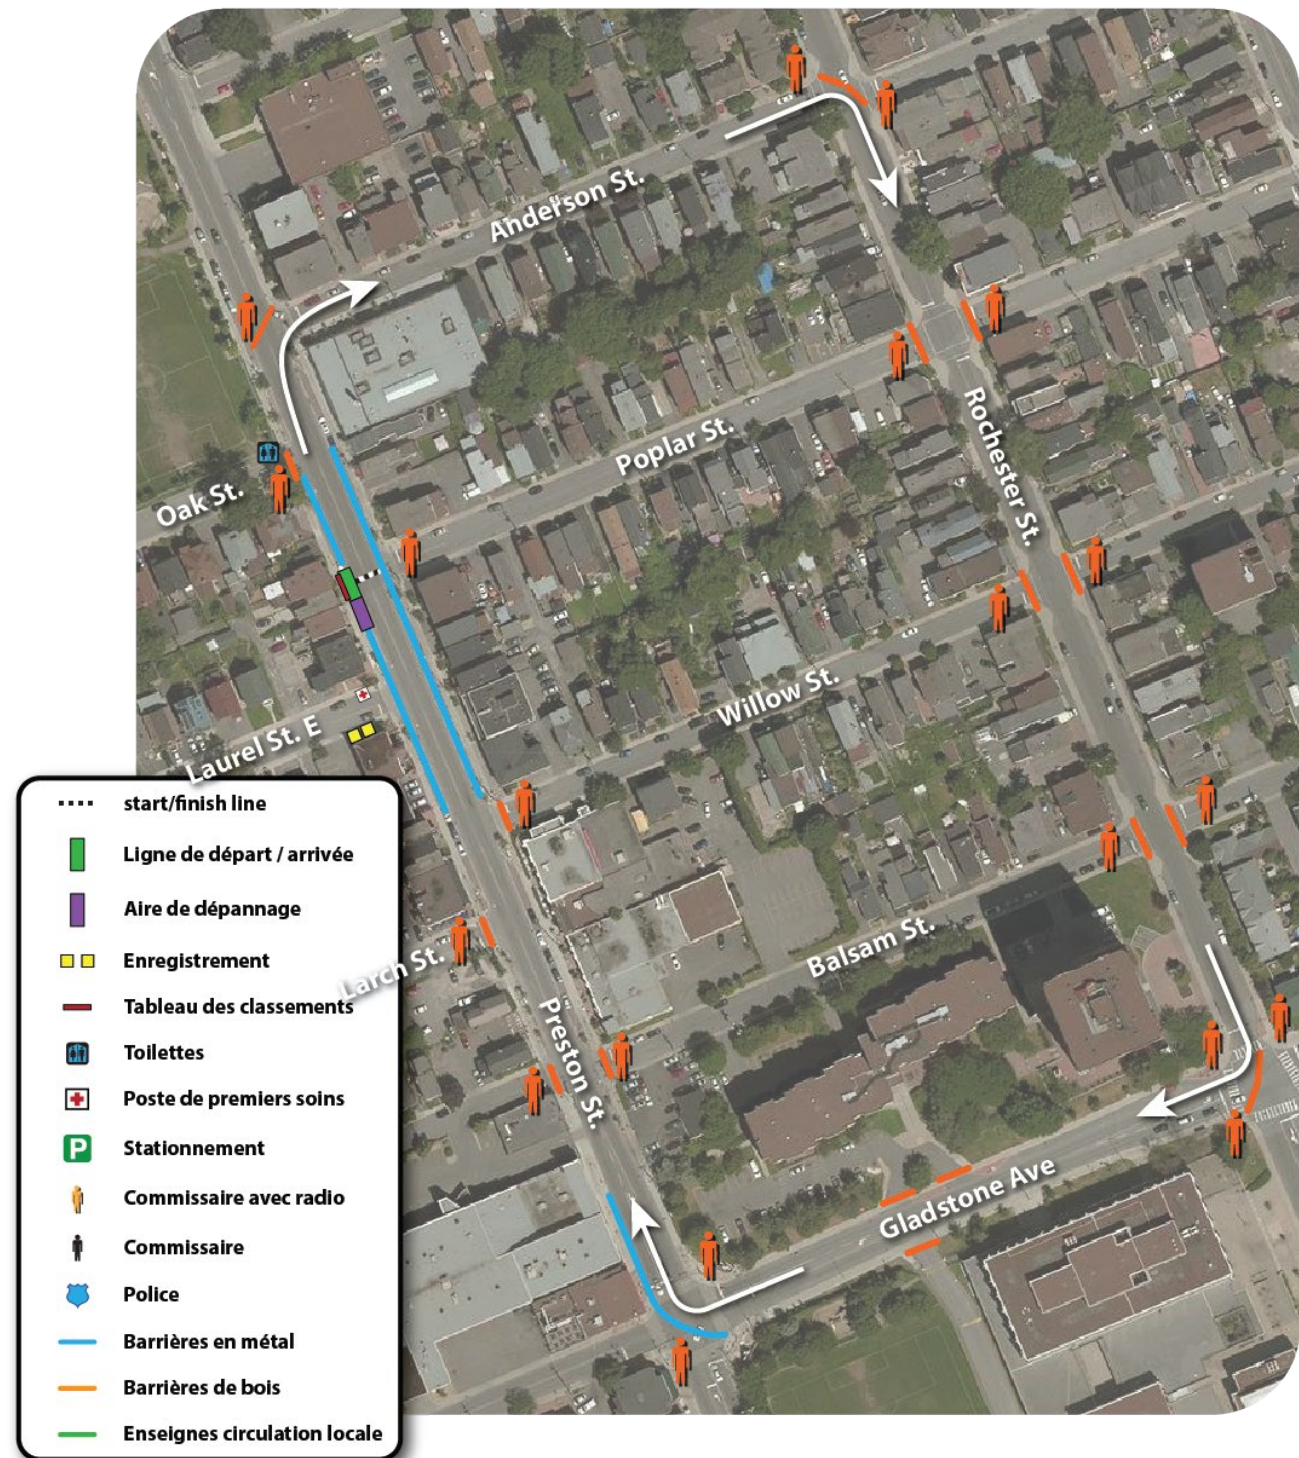 Anderson St.
Poplar St.
Oak St.
Rochester St.
Willow St.
Laurel St. E
Balsam St.
Larch St.
Preston St.
Gladstone Ave
start/finish line
Ligne de départ / arrivée
Aire de dépannage
Enregistrement
Tableau des classements
Toilettes
Poste de premiers soins
P Stationnement
Commissaire avec radio
Commissaire
Police
Barrières en métal
Barrières de bois
Enseignes circulation locale